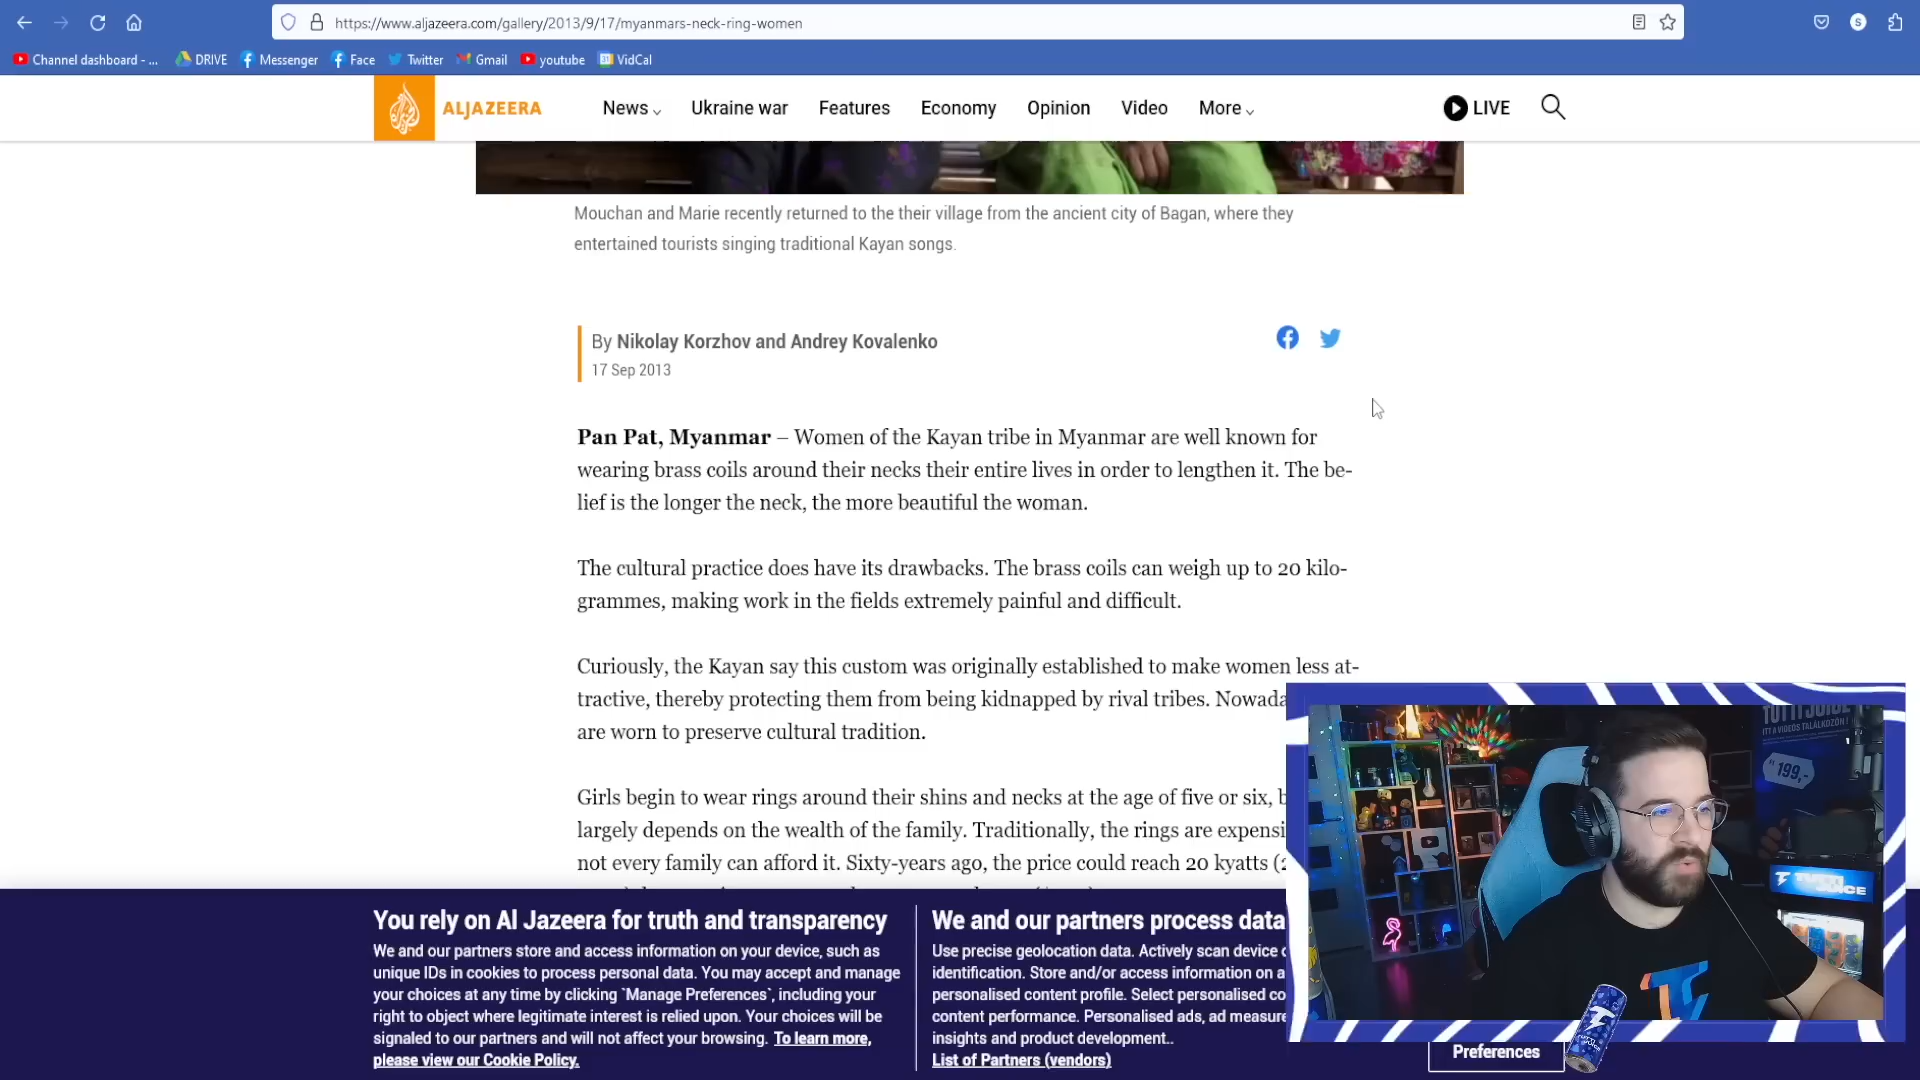 https://www.aljazeera.com/gallery/2013/9/17/myanmars-neck-ring-women
Channel dashboard - ... DRIVE Messenger Face Twitter Gmail youtube VidCal
ALJAZEERA News Ukraine war Features Economy Opinion Video More LIVE
Mouchan and Marie recently returned to the their village from the ancient city of Bagan, where they
entertained tourists singing traditional Kayan songs.
By Nikolay Korzhov and Andrey Kovalenko
17 Sep 2013
Pan Pat, Myanmar – Women of the Kayan tribe in Myanmar are well known for
wearing brass coils around their necks their entire lives in order to lengthen it. The be-
lief is the longer the neck, the more beautiful the woman.
The cultural practice does have its drawbacks. The brass coils can weigh up to 20 kilo-
grammes, making work in the fields extremely painful and difficult.
Curiously, the Kayan say this custom was originally established to make women less at-
tractive, thereby protecting them from being kidnapped by rival tribes.
are worn to preserve cultural tradition.
Girls begin to wear rings around their shins and necks at the age of five or six,
largely depends on the wealth of the family. Traditionally, the rings are
not every family can afford it. Sixty-years ago, the price could reach 20 kyatts
TUTTI JUICE
ITT A VIDEÓS TALÁLKOZÓN!
199,-
TUTTI
JUICE
You rely on Al Jazeera for truth and transparency
We and our partners store and access information on your device, such as
unique IDs in cookies to process personal data. You may accept and manage
your choices at any time by clicking `Manage Preferences`, including your
right to object where legitimate interest is relied upon. Your choices will be
signaled to our partners and will not affect your browsing. To learn more,
please view our Cookie Policy.
We and our partners process data
Use precise geolocation data. Actively scan device
identification. Store and/or access information on a
personalised content profile. Select personalised
content performance. Personalised ads, ad
insights and product development..
List of Partners (vendors)
Preferences